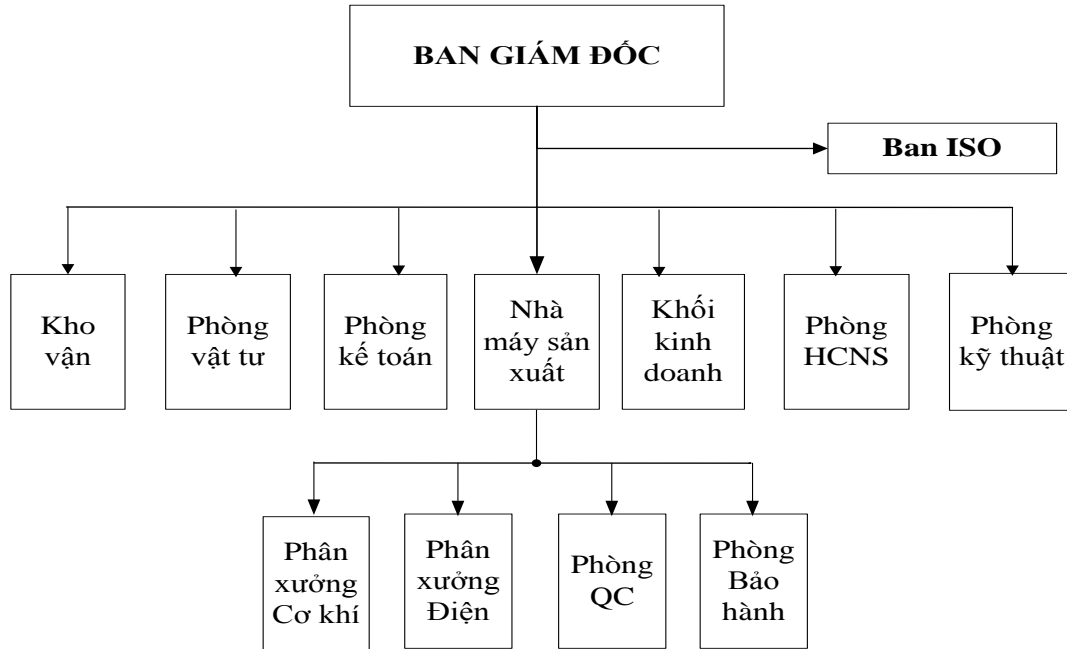 BAN GIÁM ĐỐC
Ban ISO
Kho
vận
Phòng
vật tư
Phòng
kế toán
Nhà
máy sản
xuất
Khối
kinh
doanh
Phòng
HCNS
Phòng
kỹ thuật
Phân
xưởng
Cơ khí
Phân
xưởng
Điện
Phòng
QC
Phòng
Bảo
hành